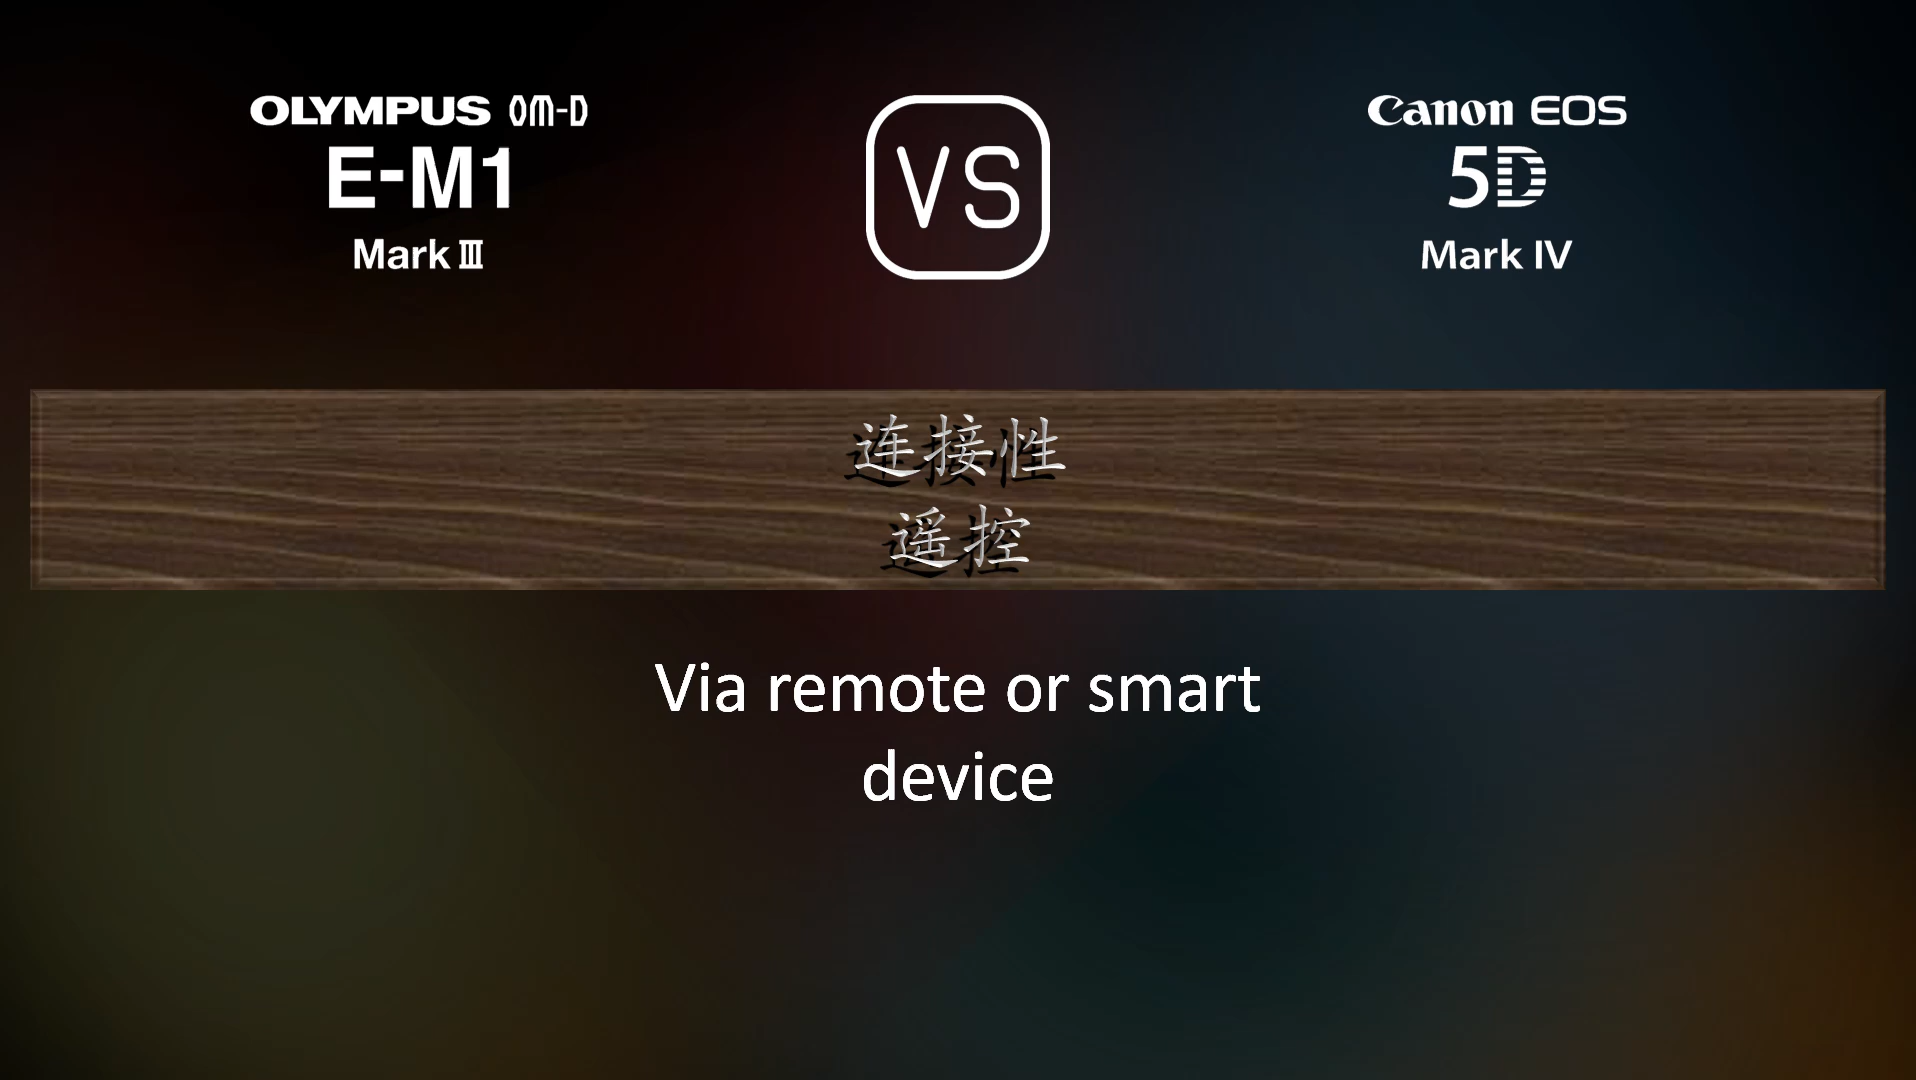 OLYMPUS OM-D
E-M1
Mark III
VS
Canon EOS
5D
Mark IV
连接性
遥控
Via remote or smart
device